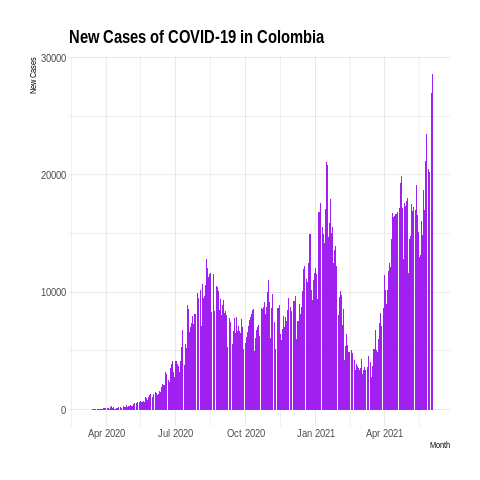 New Cases of COVID-19 in Colombia
New Cases
30000
20000
10000
0
Apr 2020 Jul 2020 Oct 2020 Jan 2021 Apr 2021
Month